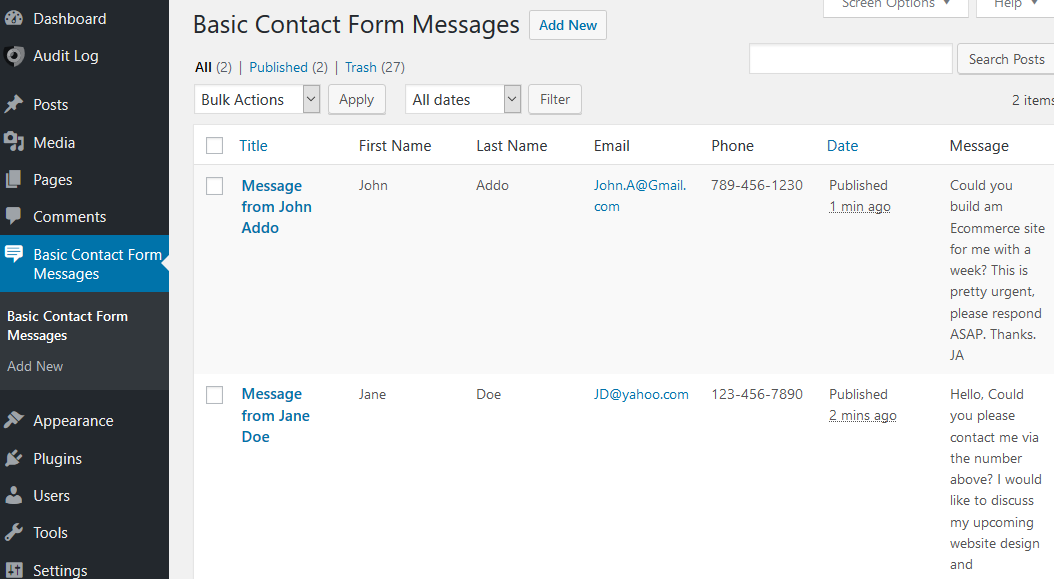 Dashboard
Audit Log
Posts
Media
Pages
Comments
Basic Contact Form
Messages
Basic Contact Form
Messages
Add New
Appearance
Plugins
Users
Tools
Settings
Screen Options
Help
Basic Contact Form Messages Add New
All (2) | Published (2) | Trash (27)
Search Posts
Bulk Actions Apply All dates Filter
2 items
Title First Name Last Name Email Phone Date Message
Message
from John
Addo
John
Addo
John.A@Gmail.
com
789-456-1230
Published
1 min ago
Could you
build am
Ecommerce site
for me with a
week? This is
pretty urgent,
please respond
ASAP. Thanks.
JA
Message
from Jane
Doe
Jane
Doe
JD@yahoo.com
123-456-7890
Published
2 mins ago
Hello, Could
you please
contact me via
the number
above? I would
like to discuss
my upcoming
website design
and